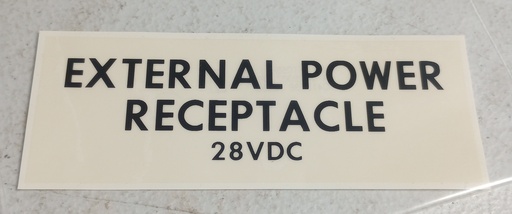 EXTERNAL POWER
RECEPTACLE
28VDC